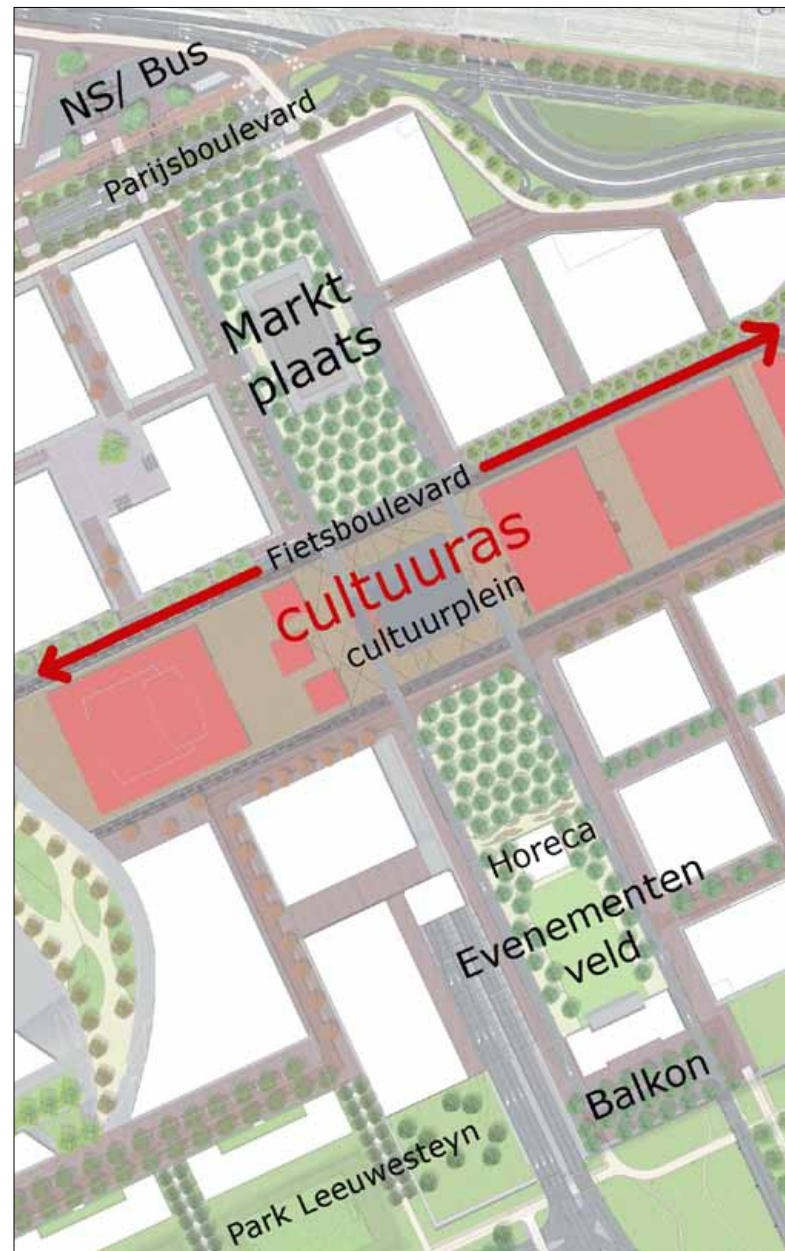 NS/ Bus
Parijsboulevard
Markt
plaats
Fietsboulevard
cultuuras
cultuurplein
Horeca
Evenementen
veld
Balkon
Park Leeuwesteyn